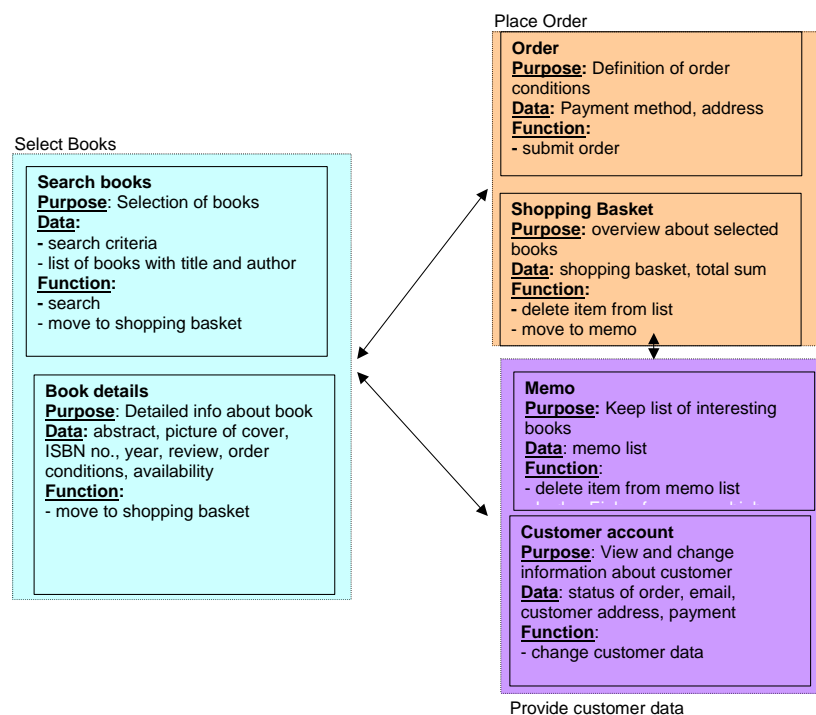 Place Order
Order
Purpose: Definition of order
conditions
Data: Payment method, address
Function:
- submit order
Shopping Basket
Purpose: overview about selected
books
Data: shopping basket, total sum
Function:
- delete item from list
- move to memo
Select Books
Search books
Purpose: Selection of books
Data:
- search criteria
- list of books with title and author
Function:
- search
- move to shopping basket
Book details
Purpose: Detailed info about book
Data: abstract, picture of cover,
ISBN no., year, review, order
conditions, availability
Function:
- move to shopping basket
Memo
Purpose: Keep list of interesting
books
Data: memo list
Function:
- delete item from memo list
Customer account
Purpose: View and change
information about customer
Data: status of order, email,
customer address, payment
Function:
- change customer data
Provide customer data